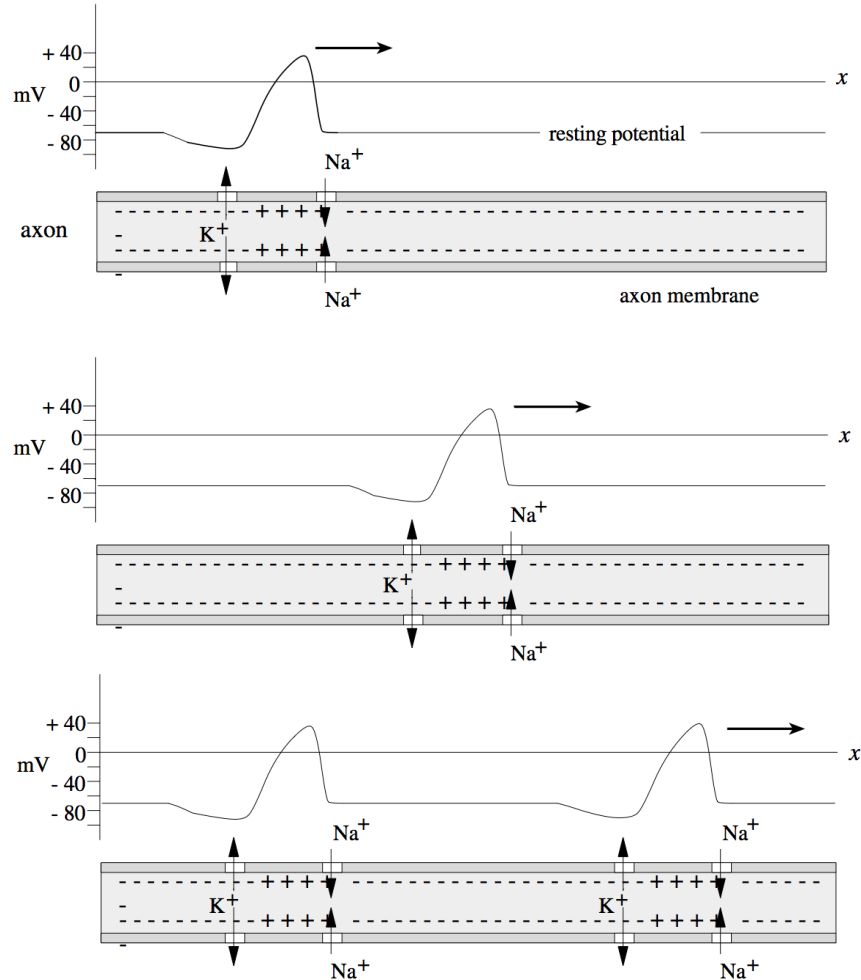 + 40
0
mV
- 40
- 80
x
resting potential
Na+
axon
- - - - - - - - - - + + + + - - - - - - - - - - - - - - - - - - - -
K+
-
- - - - - - - - - - + + + + - - - - - - - - - - - - - - - - - - - -
-
Na+
axon membrane
+ 40
0
mV
- 40
- 80
x
Na+
K+
+ + + +
-
+ + + +
-
Na+
+ 40
0
mV
- 40
- 80
x
Na+
Na+
+ + + +
+ + + +
K+
K+
-
+ + + +
+ + + +
-
Na+
Na+